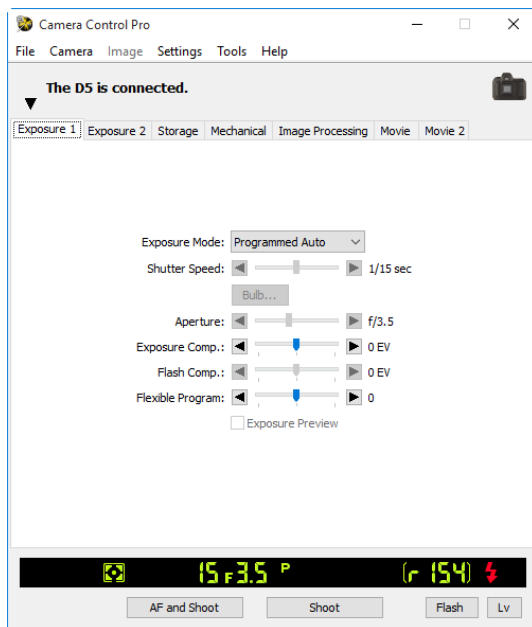 Camera Control Pro
File Camera Image Settings Tools Help
The D5 is connected.
Exposure 1 Exposure 2 Storage Mechanical Image Processing Movie Movie 2
Exposure Mode: Programmed Auto
Shutter Speed: 1/15 sec
Bulb...
Aperture: f/3.5
Exposure Comp.: 0 EV
Flash Comp.: 0 EV
Flexible Program: 0
Exposure Preview
15 F3.5 P (r 154)
AF and Shoot Shoot Flash Lv